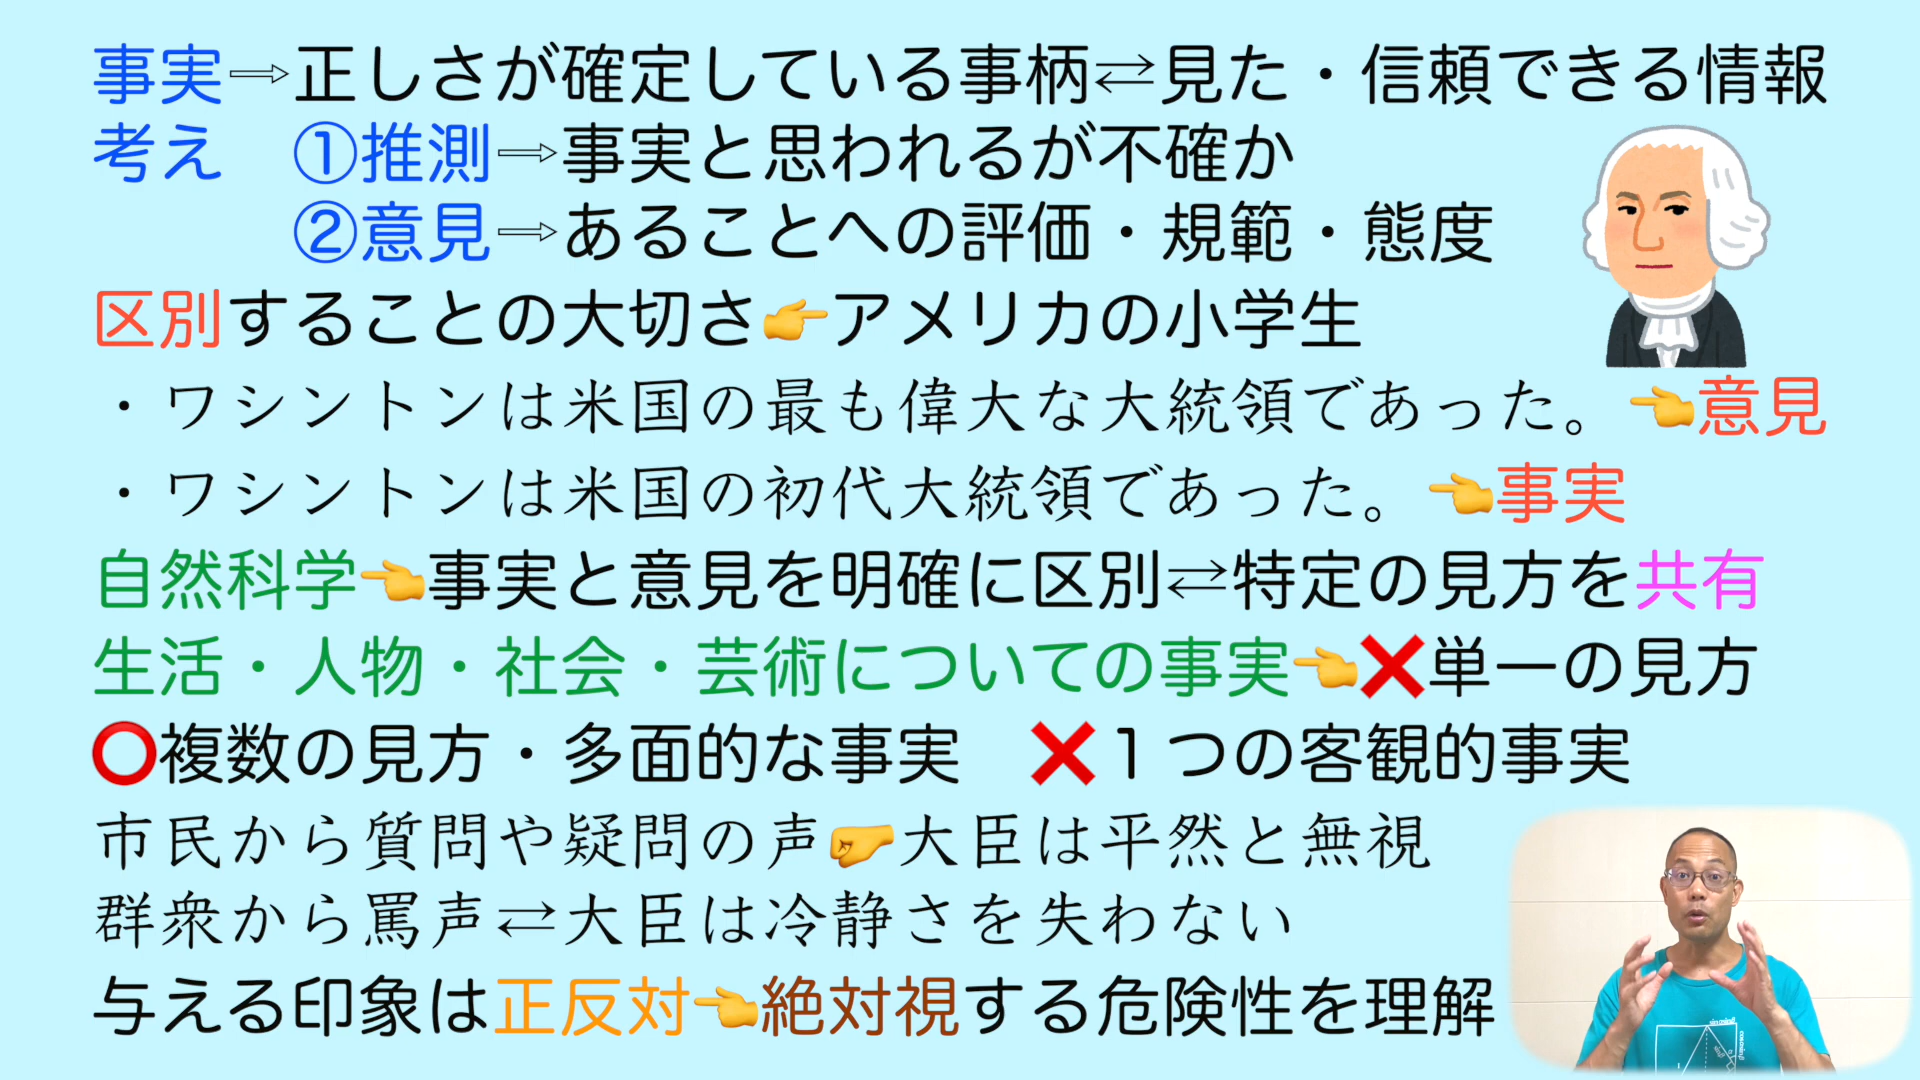 事実⇨正しさが確定している事柄⇄見た・信頼できる情報
考え　①推測⇨事実と思われるが不確か
②意見⇨あることへの評価・規範・態度
区別することの大切さ👉アメリカの小学生
・ワシントンは米国の最も偉大な大統領であった。👈意見
・ワシントンは米国の初代大統領であった。👈事実
自然科学👈事実と意見を明確に区別⇄特定の見方を共有
生活・人物・社会・芸術についての事実👈❌単一の見方
⭕複数の見方・多面的な事実　❌１つの客観的事実
市民から質問や疑問の声🤛大臣は平然と無視
群衆から罵声⇄大臣は冷静さを失わない
与える印象は正反対👈絶対視する危険性を理解